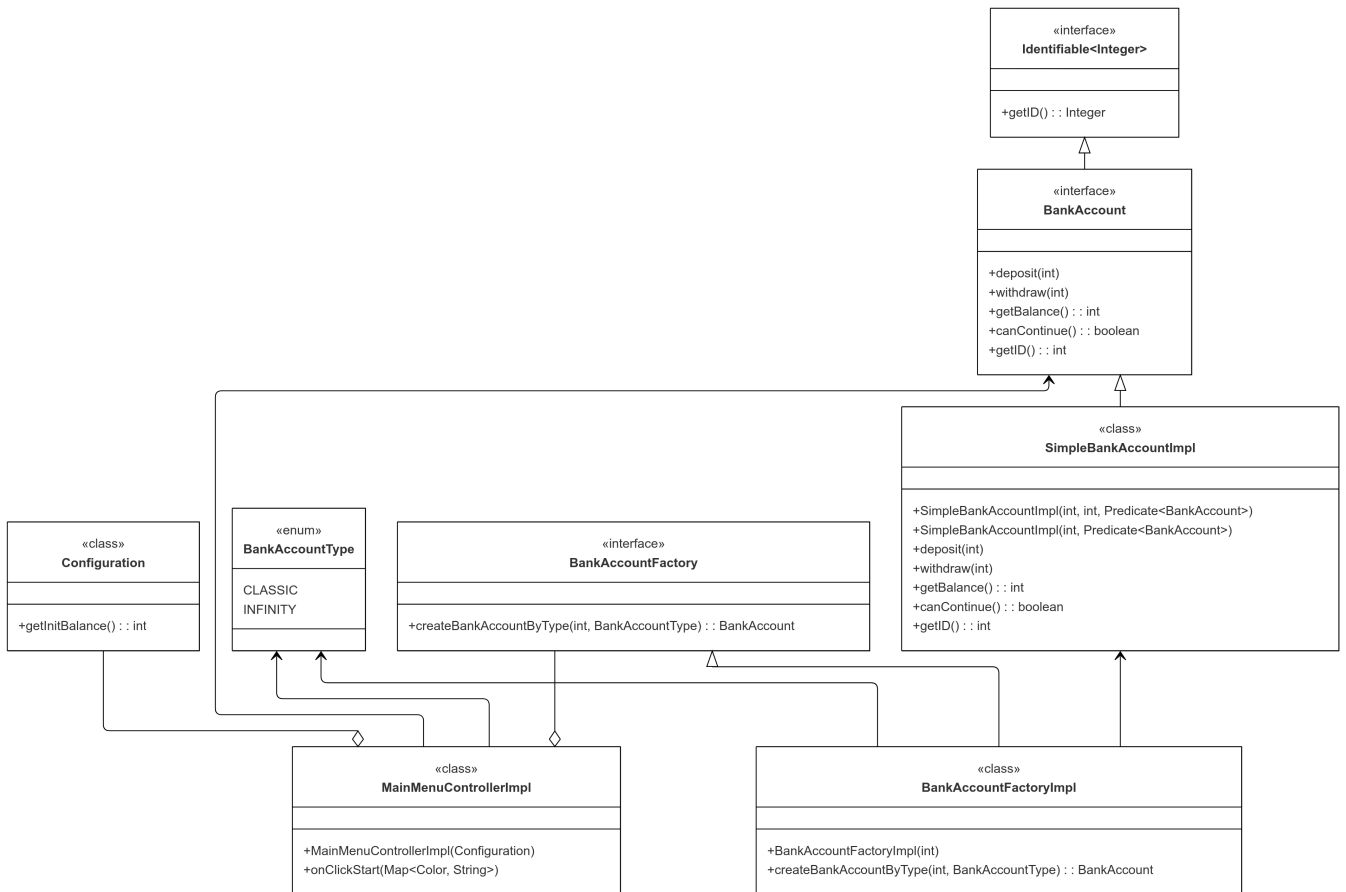 «interface»
Identifiable<Integer>
+getID() : : Integer
«interface»
BankAccount
+deposit(int)
+withdraw(int)
+getBalance() : : int
+canContinue() : : boolean
+getID() : : int
«class»
SimpleBankAccountImpl
+SimpleBankAccountImpl(int, int, Predicate<BankAccount>)
+SimpleBankAccountImpl(int, Predicate<BankAccount>)
+deposit(int)
+withdraw(int)
+getBalance() : : int
+canContinue() : : boolean
+getID() : : int
«class»
Configuration
+getInitBalance() : : int
«enum»
BankAccountType
CLASSIC
INFINITY
«interface»
BankAccountFactory
+createBankAccountByType(int, BankAccountType) : : BankAccount
«class»
MainMenuControllerImpl
+MainMenuControllerImpl(Configuration)
+onClickStart(Map<Color, String>)
«class»
BankAccountFactoryImpl
+BankAccountFactoryImpl(int)
+createBankAccountByType(int, BankAccountType) : : BankAccount